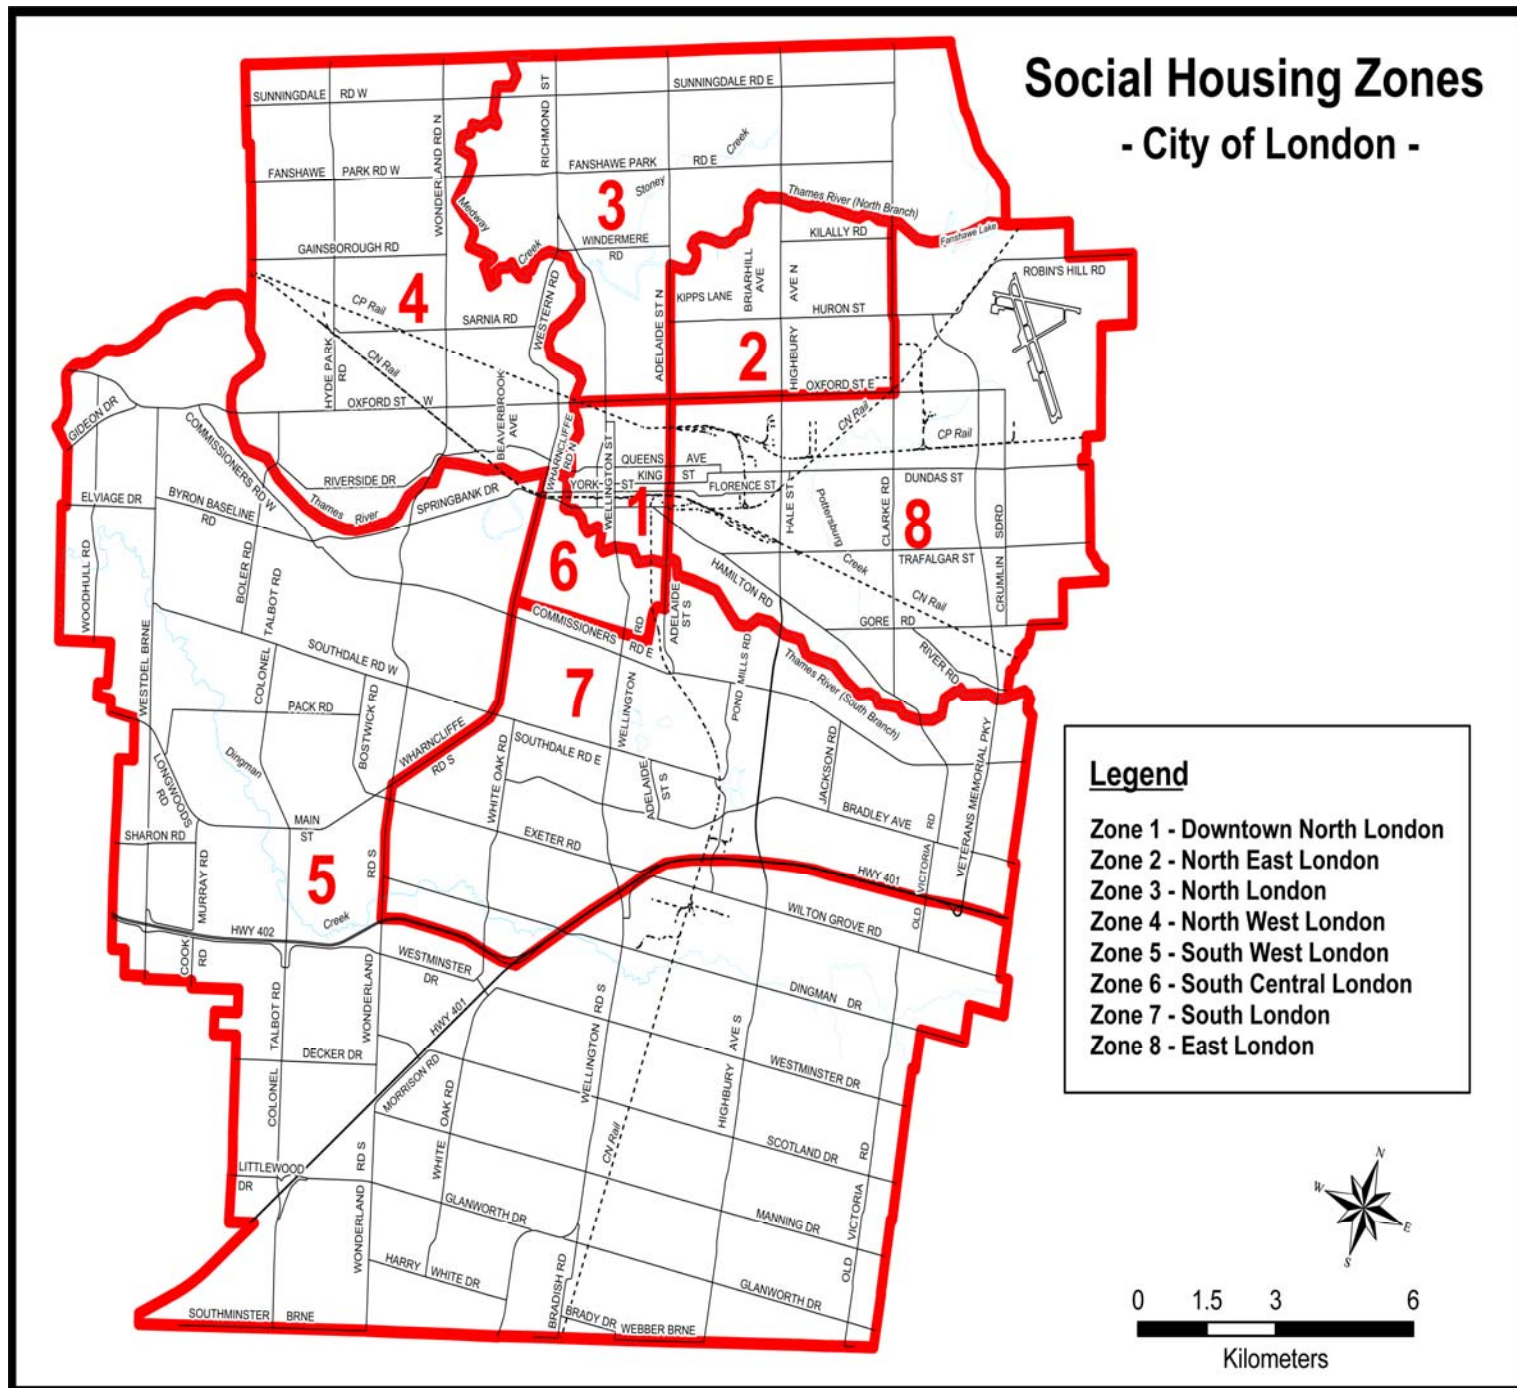 Social Housing Zones
- City of London -
SUNNINGDALE RD W
SUNNINGDALE RD E
RICHMOND ST
WONDERLAND RD N
FANSHAWE PARK RD W
FANSHAWE PARK RD E
Stoney Creek
3
Medway Creek
Thames River (North Branch)
Fanshawe Lake
KILALLY RD
WINDERMERE
RD
GAINSBOROUGH RD
ROBIN'S HILL RD
BRIARHILL
AVE
KIPPS LANE
AVE N
HIGHBURY
HURON ST
4
CP Rail
SARNIA RD
WESTERN RD
ADELAIDE ST N
2
8
CN Rail
HYDE PARK
RD
OXFORD ST W
OXFORD ST E
BEAVERBROOK
AVE
WHARNCLIFFE
RD N
GIDEON DR
COMMISSIONERS RD W
CN Rail
CP Rail
WELLINGTON ST
QUEENS AVE
KING ST
YORK ST
FLORENCE ST
1
DUNDAS ST
RIVERSIDE DR
Thames River
SPRINGBANK DR
ELVIAGE DR
BYRON BASELINE
RD
HALE ST
Pottersburg
Creek
CLARKE RD
CRUMLIN SDRD
TRAFALGAR ST
HAMILTON RD
CN Rail
GORE RD
RIVER RD
WOODHULL RD
BOLER RD
COLONEL TALBOT RD
WESTDEL BRNE
6
COMMISSIONERS
RD E
RD
ADELAIDE
ST S
POND MILLS RD
Thames River (South Branch)
SOUTHDALE RD W
7
WELLINGTON
PACK RD
BOSTWICK RD
WHARNCLIFFE
RD S
Dingman
WHITE OAK RD
SOUTHDALE RD E
ADELAIDE
ST S
JACKSON RD
VETERANS MEMORIAL PKY
LONGWOODS
RD
MAIN
ST
SHARON RD
MURRAY RD
5
RD S
EXETER RD
BRADLEY AVE
RD
VICTORIA
OLD
HWY 401
Creek
HWY 402
COOK
RD
WILTON GROVE RD
WESTMINSTER
DR
DINGMAN DR
WONDERLAND
TALBOT RD
COLONEL
HWY 401
WELLINGTON RD S
HIGHBURY AVE S
DECKER DR
MORRISON RD
WESTMINSTER DR
WHITE OAK RD
CN Rail
SCOTLAND DR
RD
VICTORIA
OLD
LITTLEWOOD
DR
RD S
WONDERLAND
GLANWORTH DR
MANNING DR
HARRY WHITE DR
BRADISH RD
GLANWORTH DR
SOUTHMINSTER BRNE
BRADY DR
WEBBER BRNE
Legend
Zone 1 - Downtown North London
Zone 2 - North East London
Zone 3 - North London
Zone 4 - North West London
Zone 5 - South West London
Zone 6 - South Central London
Zone 7 - South London
Zone 8 - East London
N
W
E
S
0 1.5 3 6
Kilometers